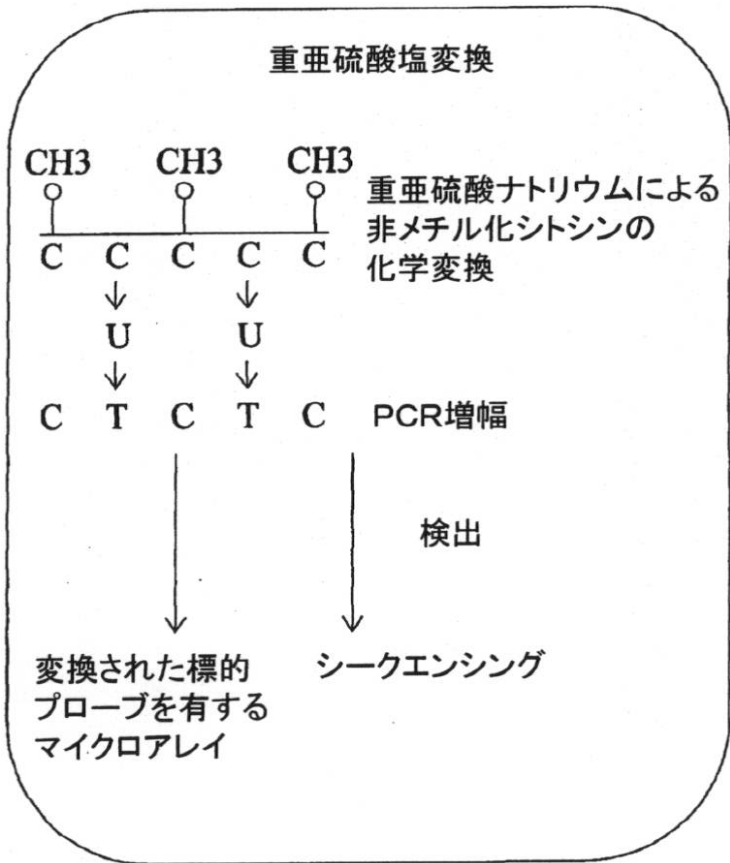 重亜硫酸塩変換
CH3 CH3 CH3
重亜硫酸ナトリウムによる
非メチル化シトシンの
化学変換
C C C C C
U U
C T C T C PCR増幅
検出
変換された標的
プローブを有する
マイクロアレイ
シークエンシング